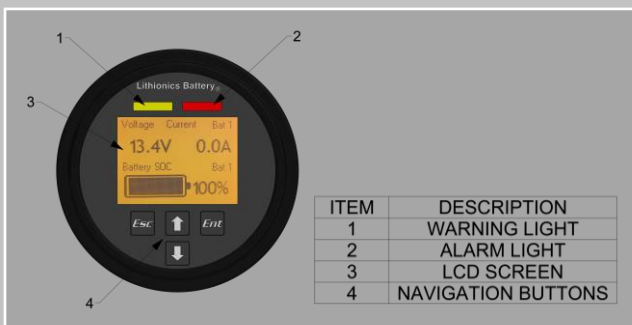 1
2
Lithionics Battery®
3
Voltage Current Bat 1
13.4V 0.0A
Battery SOC Bat 1
100%
Esc Ent
4
ITEM DESCRIPTION
1 WARNING LIGHT
2 ALARM LIGHT
3 LCD SCREEN
4 NAVIGATION BUTTONS